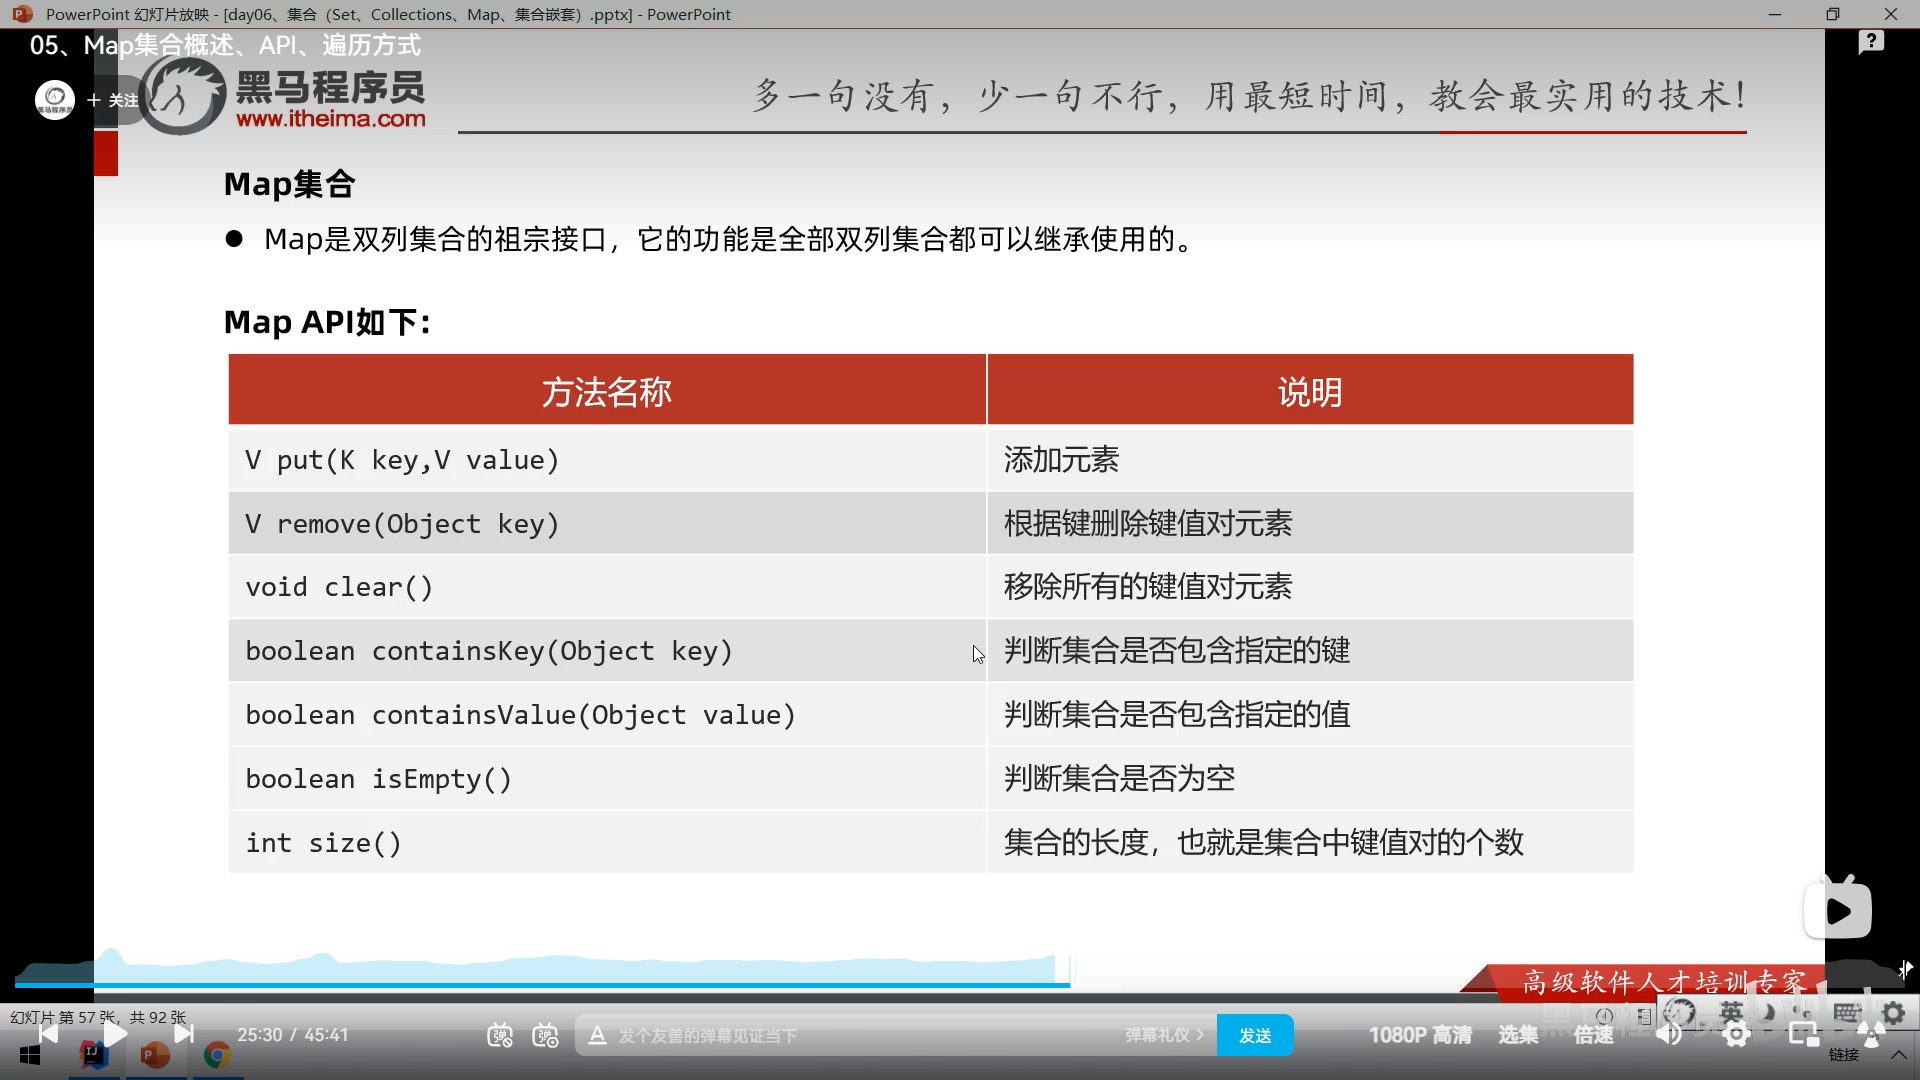 PowerPoint 幻灯片放映 - [day06、集合（Set、Collections、Map、集合嵌套）.pptx] - PowerPoint
05、Map集合概述、API、遍历方式
+ 关注
黑马程序员
www.itheima.com
多一句没有，少一句不行，用最短时间，教会最实用的技术！
Map集合
● Map是双列集合的祖宗接口，它的功能是全部双列集合都可以继承使用的。
Map API如下：
方法名称 说明
V put(K key,V value) 添加元素
V remove(Object key) 根据键删除键值对元素
void clear() 移除所有的键值对元素
boolean containsKey(Object key) 判断集合是否包含指定的键
boolean containsValue(Object value) 判断集合是否包含指定的值
boolean isEmpty() 判断集合是否为空
int size() 集合的长度，也就是集合中键值对的个数
高级软件人才培训专家
幻灯片 第 57 张，共 92 张
英
25:30 / 45:41
发个友善的弹幕见证当下
弹幕礼仪 >
发送
1080P 高清
选集
倍速
链接